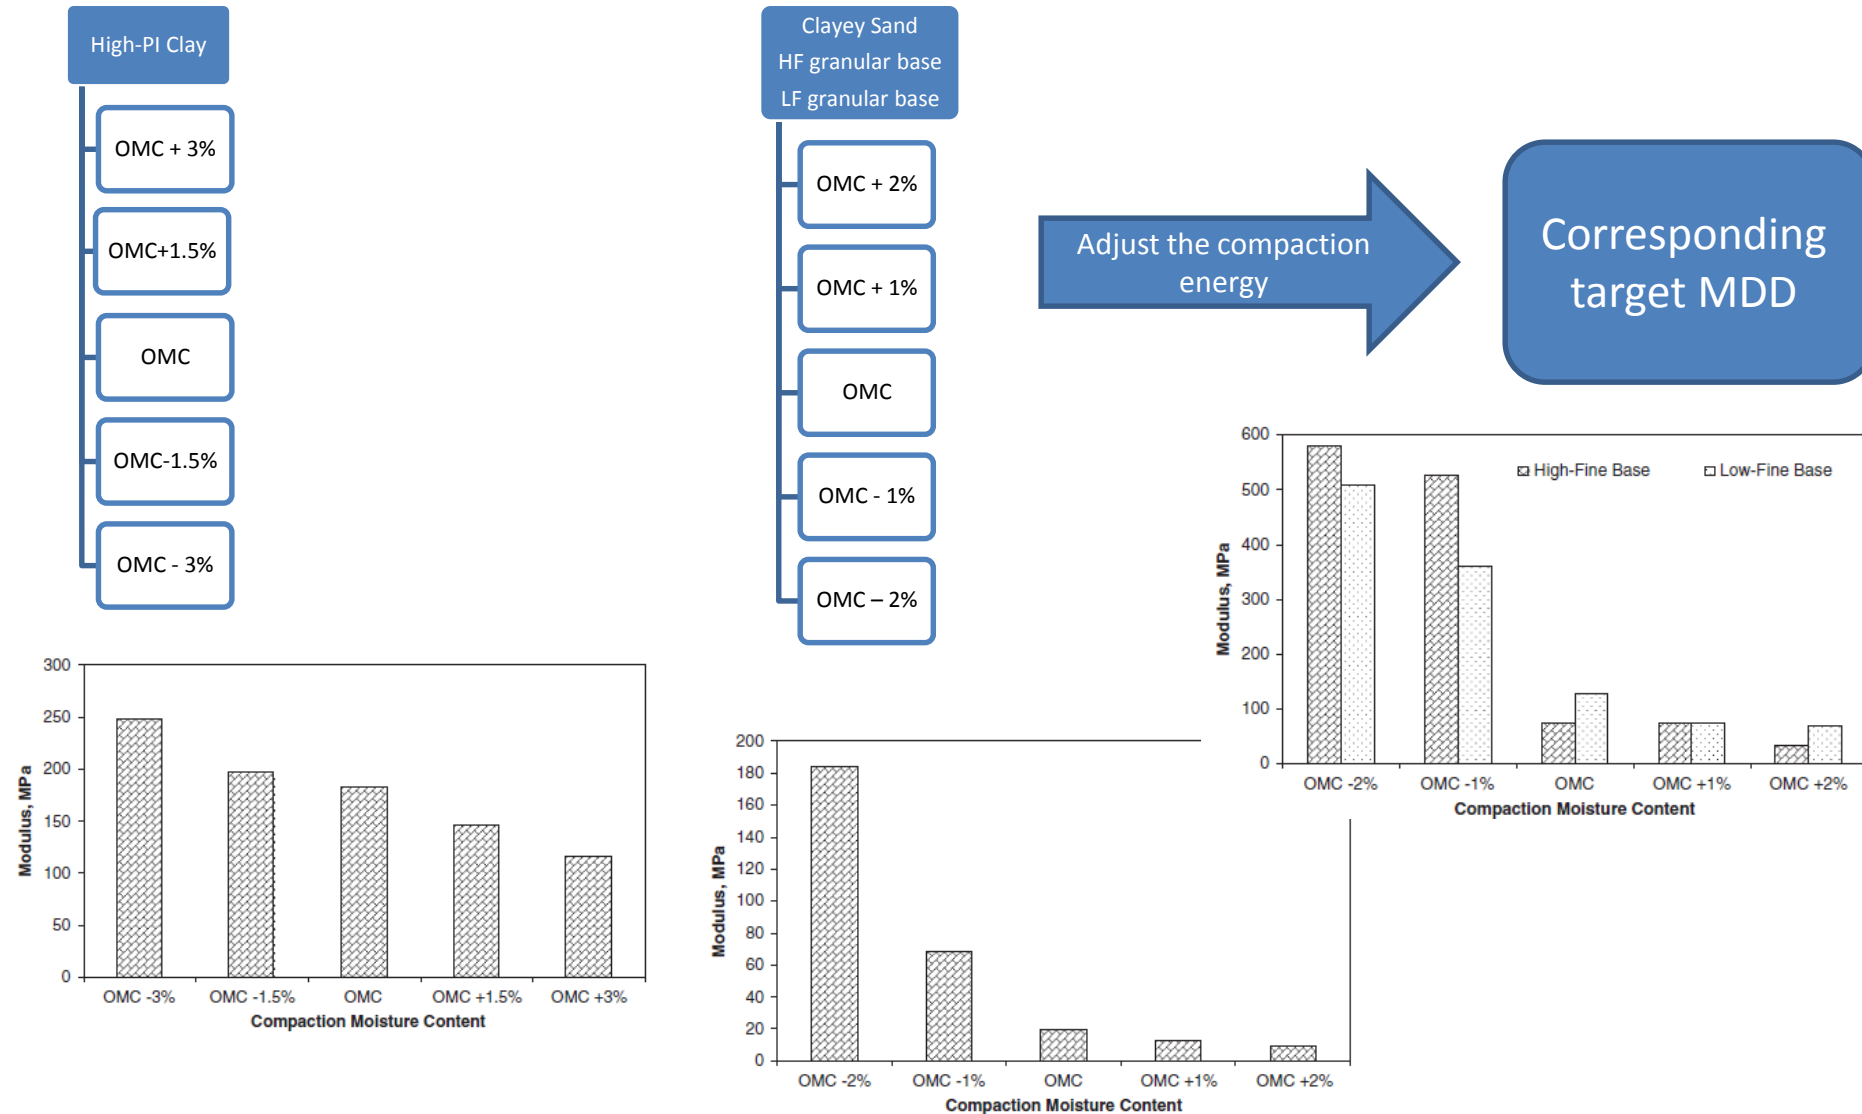 High-PI Clay
OMC + 3%
OMC+1.5%
OMC
OMC-1.5%
OMC - 3%
Clayey Sand
HF granular base
LF granular base
OMC + 2%
OMC + 1%
OMC
OMC - 1%
OMC – 2%
Adjust the compaction
energy
Corresponding
target MDD
600
500
400
300
200
100
0
Modulus, MPa
High-Fine Base
Low-Fine Base
OMC -2%
OMC -1%
OMC
OMC +1%
OMC +2%
Compaction Moisture Content
300
250
200
150
100
50
0
Modulus, MPa
OMC -3%
OMC -1.5%
OMC
OMC +1.5%
OMC +3%
Compaction Moisture Content
200
180
160
140
120
100
80
60
40
20
0
Modulus, MPa
OMC -2%
OMC -1%
OMC
OMC +1%
OMC +2%
Compaction Moisture Content